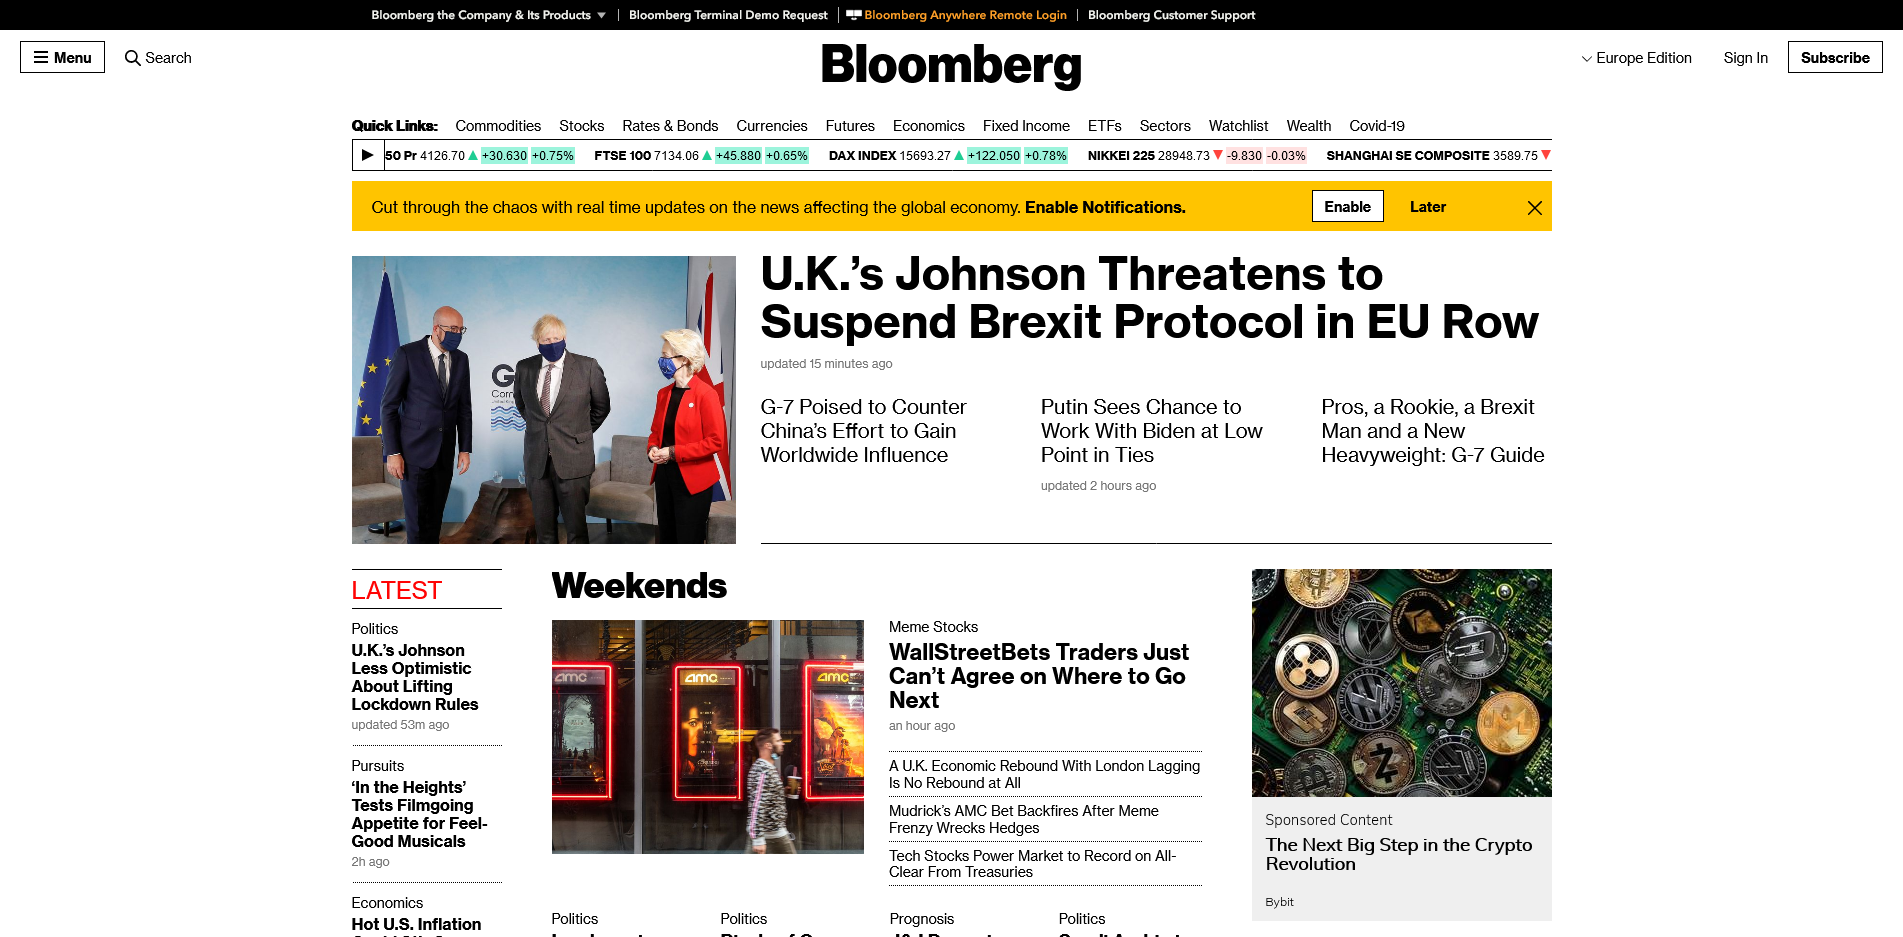 Bloomberg the Company & Its Products
Bloomberg Terminal Demo Request
Bloomberg Anywhere Remote Login
Bloomberg Customer Support
Menu
Search
Bloomberg
Europe Edition
Sign In
Subscribe
Quick Links: Commodities Stocks Rates & Bonds Currencies Futures Economics Fixed Income ETFs Sectors Watchlist Wealth Covid-19
50 Pr 4126.70 +30.630 +0.75% FTSE 100 7134.06 +45.880 +0.65% DAX INDEX 15693.27 +122.050 +0.78% NIKKEI 225 28948.73 -9.830 -0.03% SHANGHAI SE COMPOSITE 3589.75
Cut through the chaos with real time updates on the news affecting the global economy. Enable Notifications.
Enable
Later
U.K.’s Johnson Threatens to
Suspend Brexit Protocol in EU Row
updated 15 minutes ago
G-7 Poised to Counter
China’s Effort to Gain
Worldwide Influence
Putin Sees Chance to
Work With Biden at Low
Point in Ties
updated 2 hours ago
Pros, a Rookie, a Brexit
Man and a New
Heavyweight: G-7 Guide
LATEST
Politics
U.K.’s Johnson
Less Optimistic
About Lifting
Lockdown Rules
updated 53m ago
Pursuits
‘In the Heights’
Tests Filmgoing
Appetite for Feel-
Good Musicals
2h ago
Economics
Hot U.S. Inflation
Weekends
amc
amc
amc
Meme Stocks
WallStreetBets Traders Just
Can’t Agree on Where to Go
Next
an hour ago
A U.K. Economic Rebound With London Lagging
Is No Rebound at All
Mudrick’s AMC Bet Backfires After Meme
Frenzy Wrecks Hedges
Tech Stocks Power Market to Record on All-
Clear From Treasuries
Politics
Politics
Prognosis
Politics
Sponsored Content
The Next Big Step in the Crypto
Revolution
Bybit